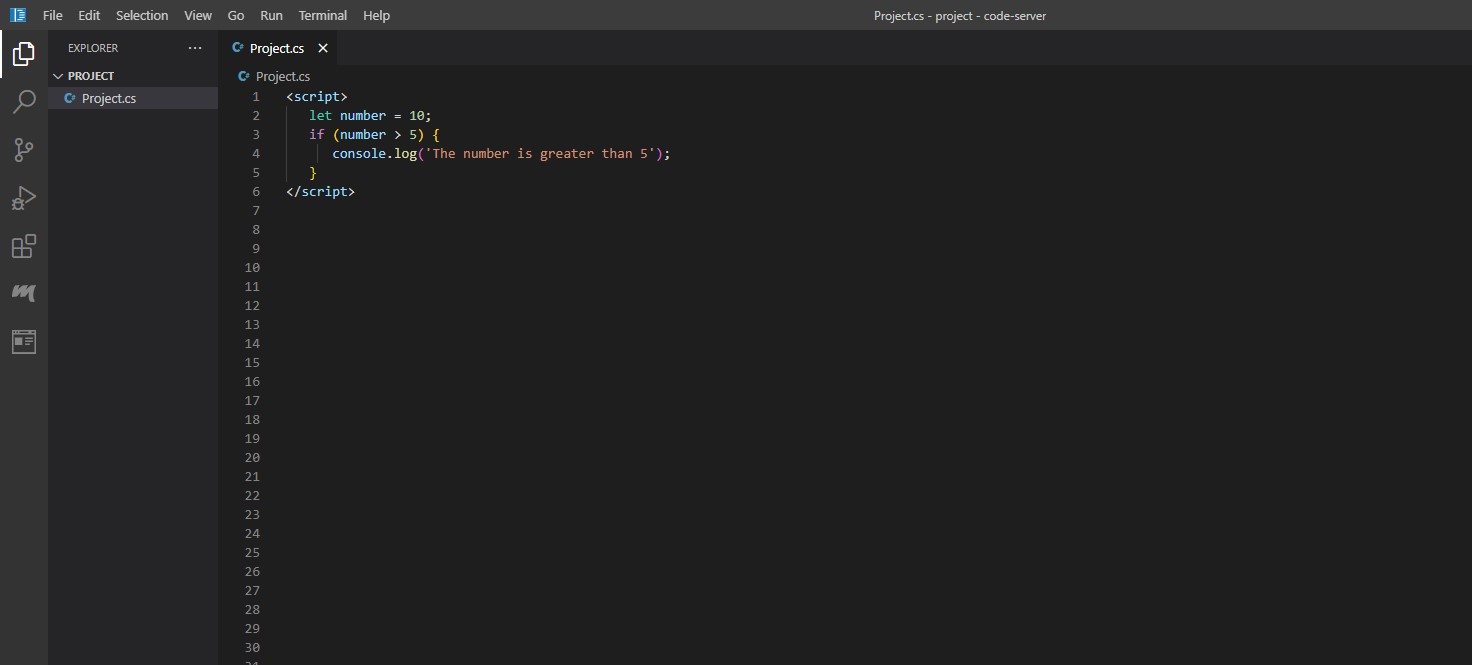 File Edit Selection View Go Run Terminal Help Project.cs - project - code-server
EXPLORER ···
PROJECT
C# Project.cs
C# Project.cs ✕
C# Project.cs
1 <script>
2 let number = 10;
3 if (number > 5) {
4 console.log('The number is greater than 5');
5 }
6 </script>
7
8
9
10
11
12
13
14
15
16
17
18
19
20
21
22
23
24
25
26
27
28
29
30
31